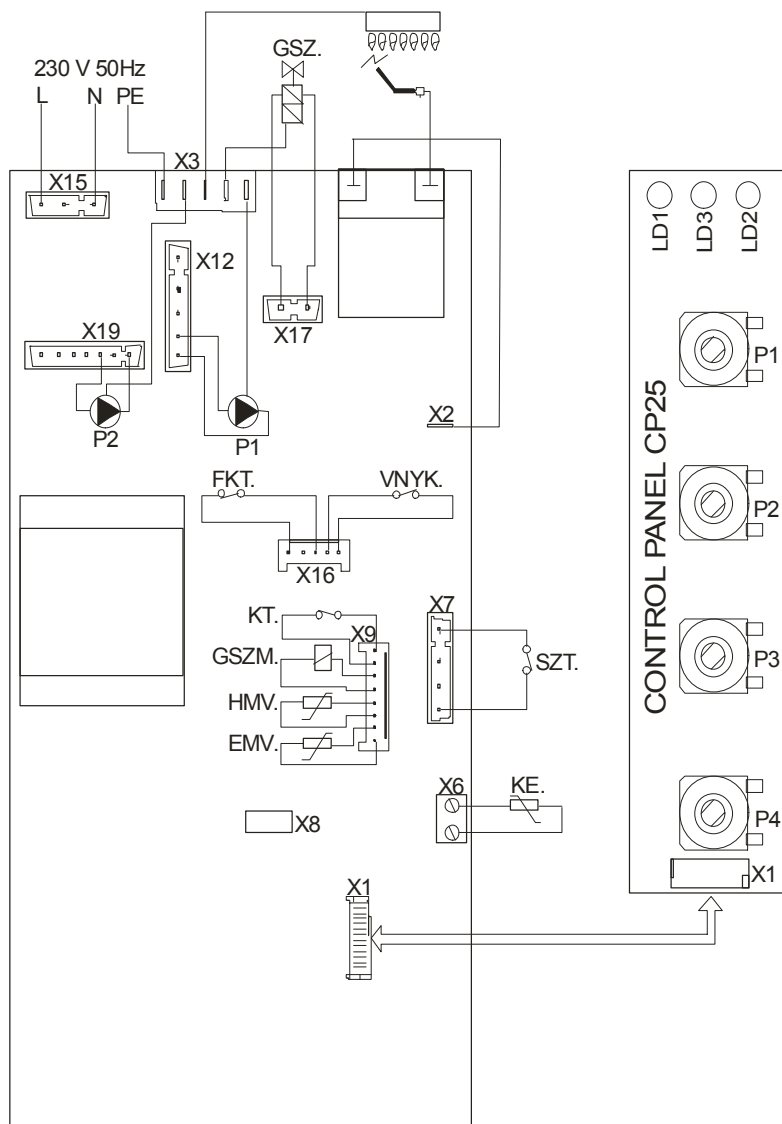 GSZ.
230 V 50Hz
L N PE
X3
X15
X12
X17
X19
P2
P1
X2
FKT.
VNYK.
X16
KT.
X9
X7
GSZM.
SZT.
HMV.
EMV.
X6
KE.
X8
X1
LD1
LD3
LD2
P1
CONTROL PANEL CP25
P2
P3
P4
X1